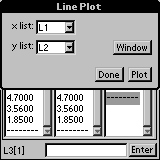 Line Plot
x list: L1
y list: L2
Window
Done Plot
4.7000 4.7000 -------
3.5600 3.5600
1.8500 1.8500
------- -------
L3[1] Enter